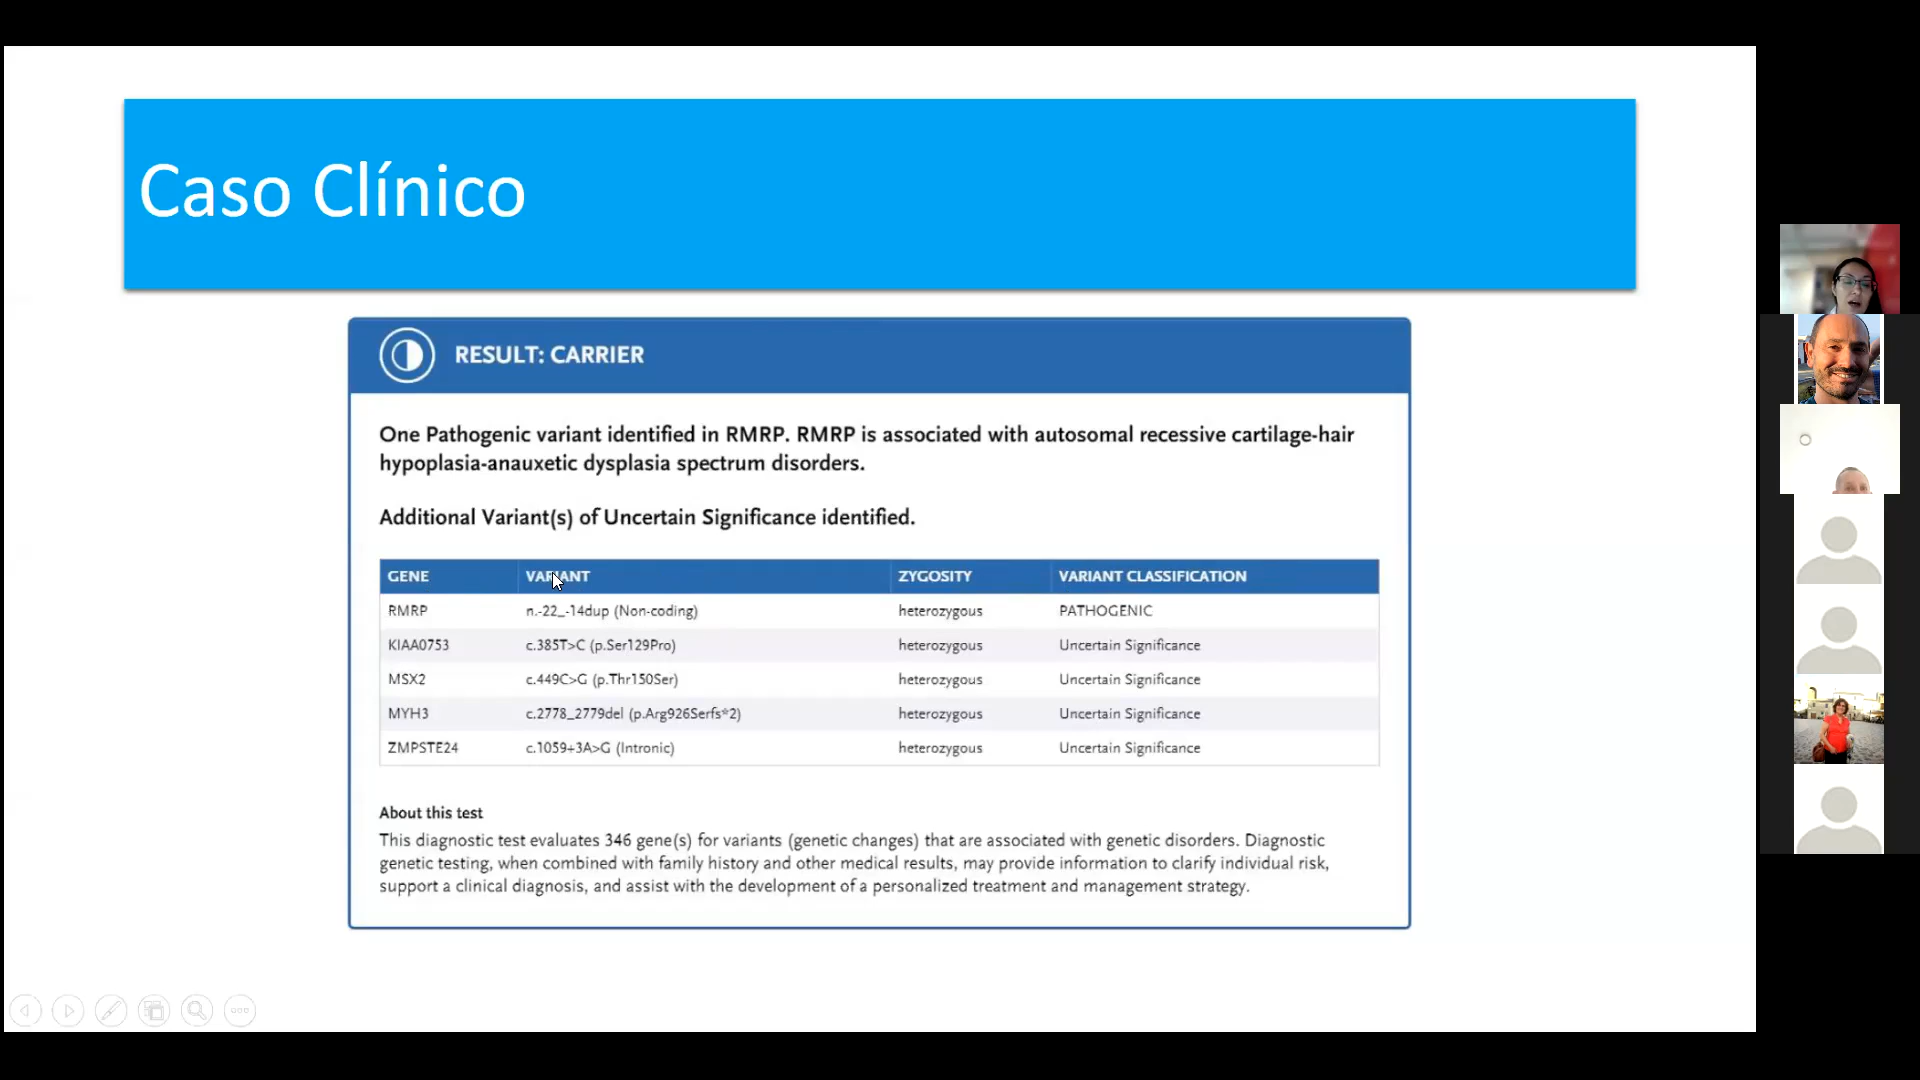 Caso Clínico
RESULT: CARRIER
One Pathogenic variant identified in RMRP. RMRP is associated with autosomal recessive cartilage-hair
hypoplasia-anauxetic dysplasia spectrum disorders.
Additional Variant(s) of Uncertain Significance identified.
GENE VARIANT ZYGOSITY VARIANT CLASSIFICATION
RMRP n.-22_-14dup (Non-coding) heterozygous PATHOGENIC
KIAA0753 c.385T>C (p.Ser129Pro) heterozygous Uncertain Significance
MSX2 c.449C>G (p.Thr150Ser) heterozygous Uncertain Significance
MYH3 c.2778_2779del (p.Arg926Serfs*2) heterozygous Uncertain Significance
ZMPSTE24 c.1059+3A>G (Intronic) heterozygous Uncertain Significance
About this test
This diagnostic test evaluates 346 gene(s) for variants (genetic changes) that are associated with genetic disorders. Diagnostic
genetic testing, when combined with family history and other medical results, may provide information to clarify individual risk,
support a clinical diagnosis, and assist with the development of a personalized treatment and management strategy.